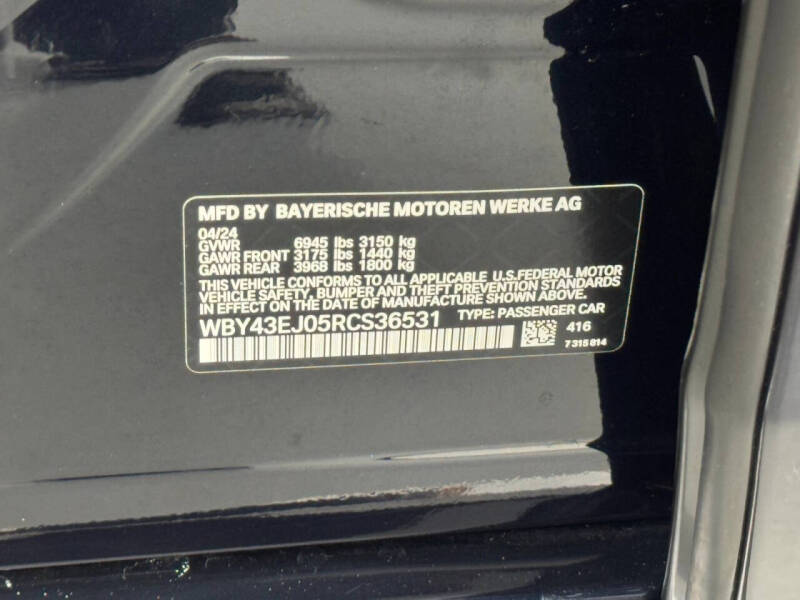 MFD BY BAYERISCHE MOTOREN WERKE AG
04/24
GVWR 6945 lbs 3150 kg
GAWR FRONT 3175 lbs 1440 kg
GAWR REAR 3968 lbs 1800 kg
THIS VEHICLE CONFORMS TO ALL APPLICABLE U.S.FEDERAL MOTOR
VEHICLE SAFETY, BUMPER AND THEFT PREVENTION STANDARDS
IN EFFECT ON THE DATE OF MANUFACTURE SHOWN ABOVE.
WBY43EJ05RCS36531 TYPE: PASSENGER CAR
416
7 315 814